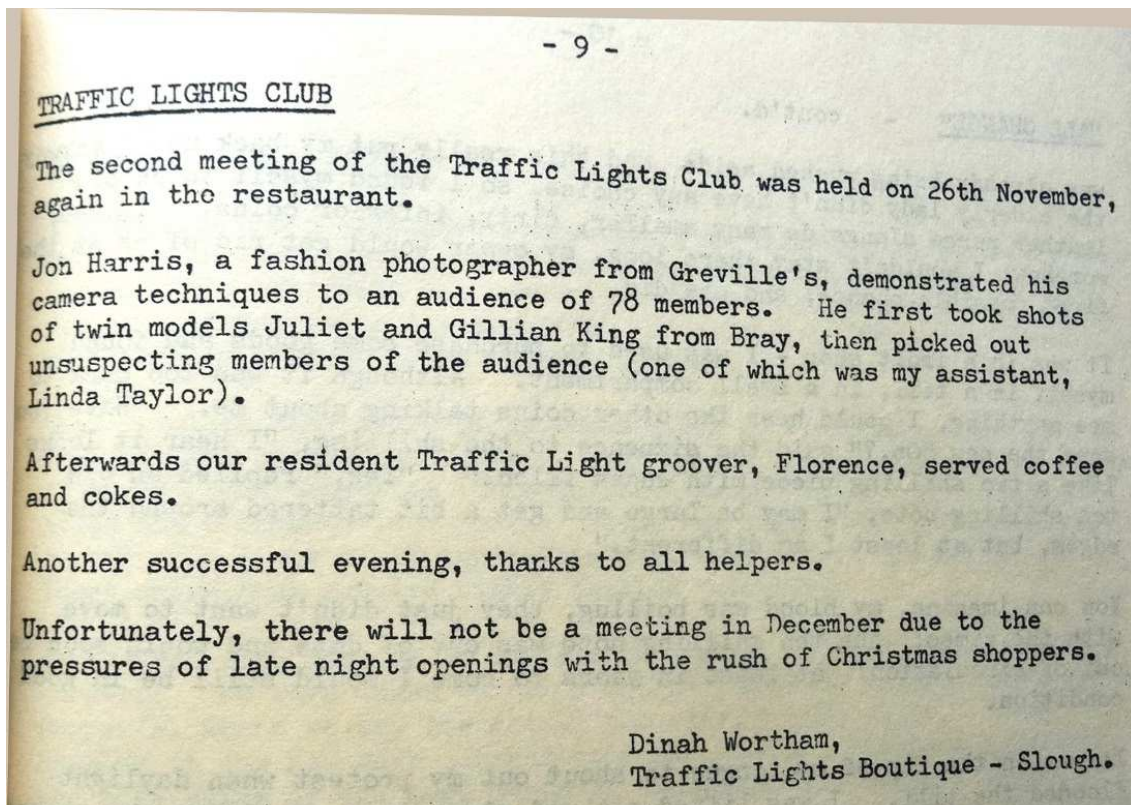 - 9 -
TRAFFIC LIGHTS CLUB
The second meeting of the Traffic Lights Club was held on 26th November,
again in the restaurant.
Jon Harris, a fashion photographer from Greville's, demonstrated his
camera techniques to an audience of 78 members. He first took shots
of twin models Juliet and Gillian King from Bray, then picked out
unsuspecting members of the audience (one of which was my assistant,
Linda Taylor).
Afterwards our resident Traffic Light groover, Florence, served coffee
and cokes.
Another successful evening, thanks to all helpers.
Unfortunately, there will not be a meeting in December due to the
pressures of late night openings with the rush of Christmas shoppers.
Dinah Wortham,
Traffic Lights Boutique - Slough.